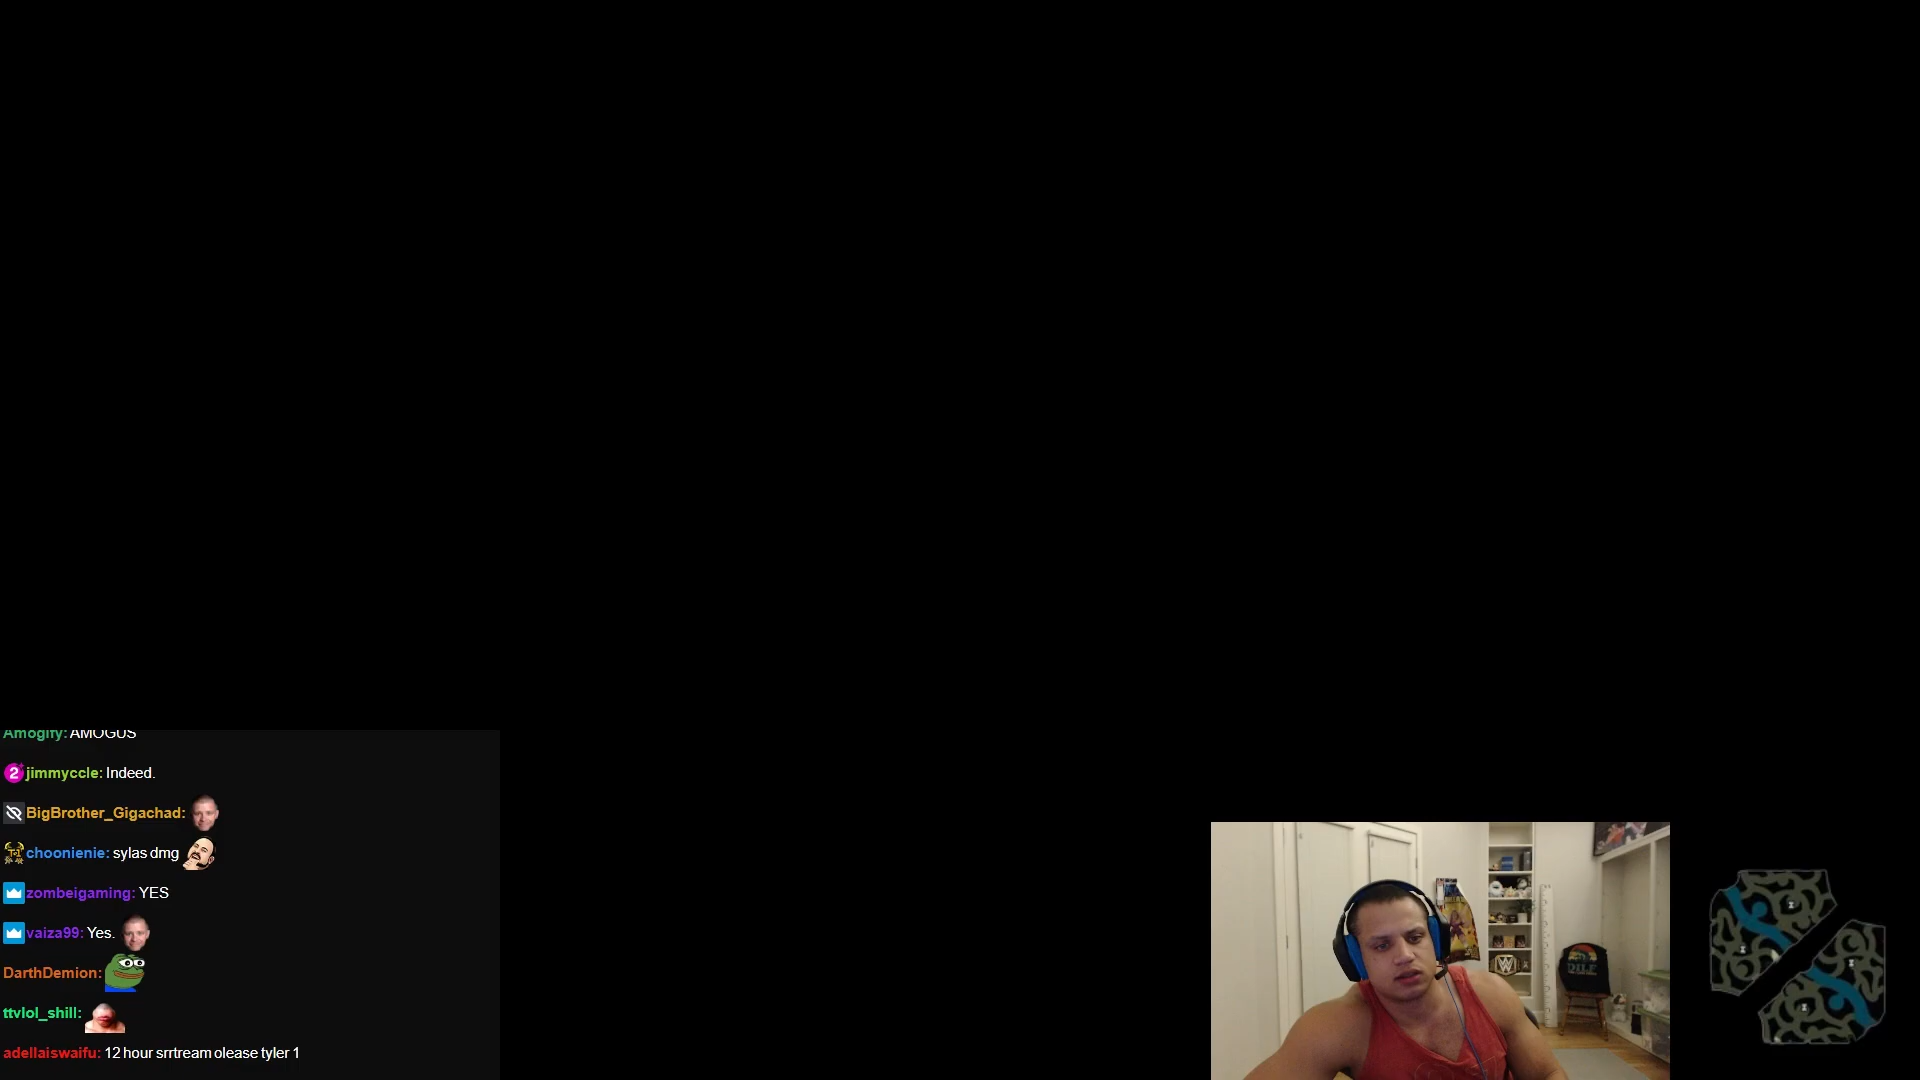 Amogify: AMOGUS
2 jimmyccle: Indeed.
BigBrother_Gigachad:
choonienie: sylas dmg
zombeigaming: YES
vaiza99: Yes.
DarthDemion:
ttvlol_shill:
adellaiswaifu: 12 hour srrtream olease tyler 1